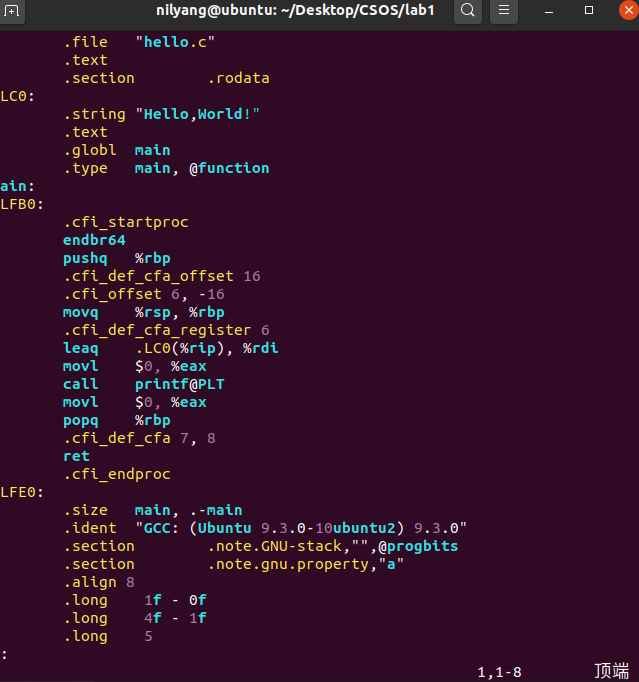 nilyang@ubuntu: ~/Desktop/CSOS/lab1
.file "hello.c"
.text
.section .rodata
LC0:
.string "Hello,World!"
.text
.globl main
.type main, @function
ain:
LFB0:
.cfi_startproc
endbr64
pushq %rbp
.cfi_def_cfa_offset 16
.cfi_offset 6, -16
movq %rsp, %rbp
.cfi_def_cfa_register 6
leaq .LC0(%rip), %rdi
movl $0, %eax
call printf@PLT
movl $0, %eax
popq %rbp
.cfi_def_cfa 7, 8
ret
.cfi_endproc
LFE0:
.size main, .-main
.ident "GCC: (Ubuntu 9.3.0-10ubuntu2) 9.3.0"
.section .note.GNU-stack,"",@progbits
.section .note.gnu.property,"a"
.align 8
.long 1f - 0f
.long 4f - 1f
.long 5
:
1,1-8 顶端